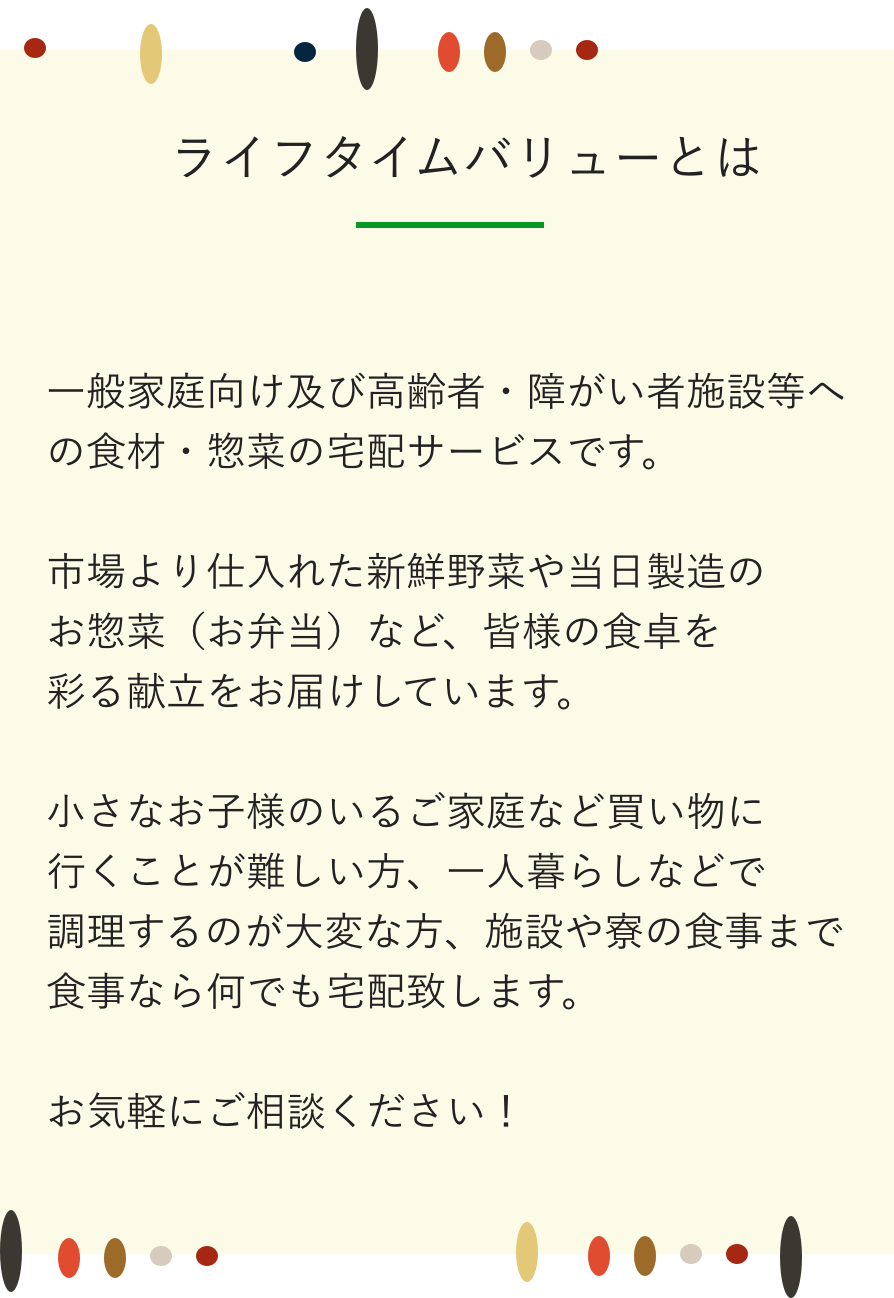 ライフタイムバリューとは
一般家庭向け及び高齢者・障がい者施設等へ
の食材・惣菜の宅配サービスです。
市場より仕入れた新鮮野菜や当日製造の
お惣菜（お弁当）など、皆様の食卓を
彩る献立をお届けしています。
小さなお子様のいるご家庭など買い物に
行くことが難しい方、一人暮らしなどで
調理するのが大変な方、施設や寮の食事まで
食事なら何でも宅配致します。
お気軽にご相談ください！